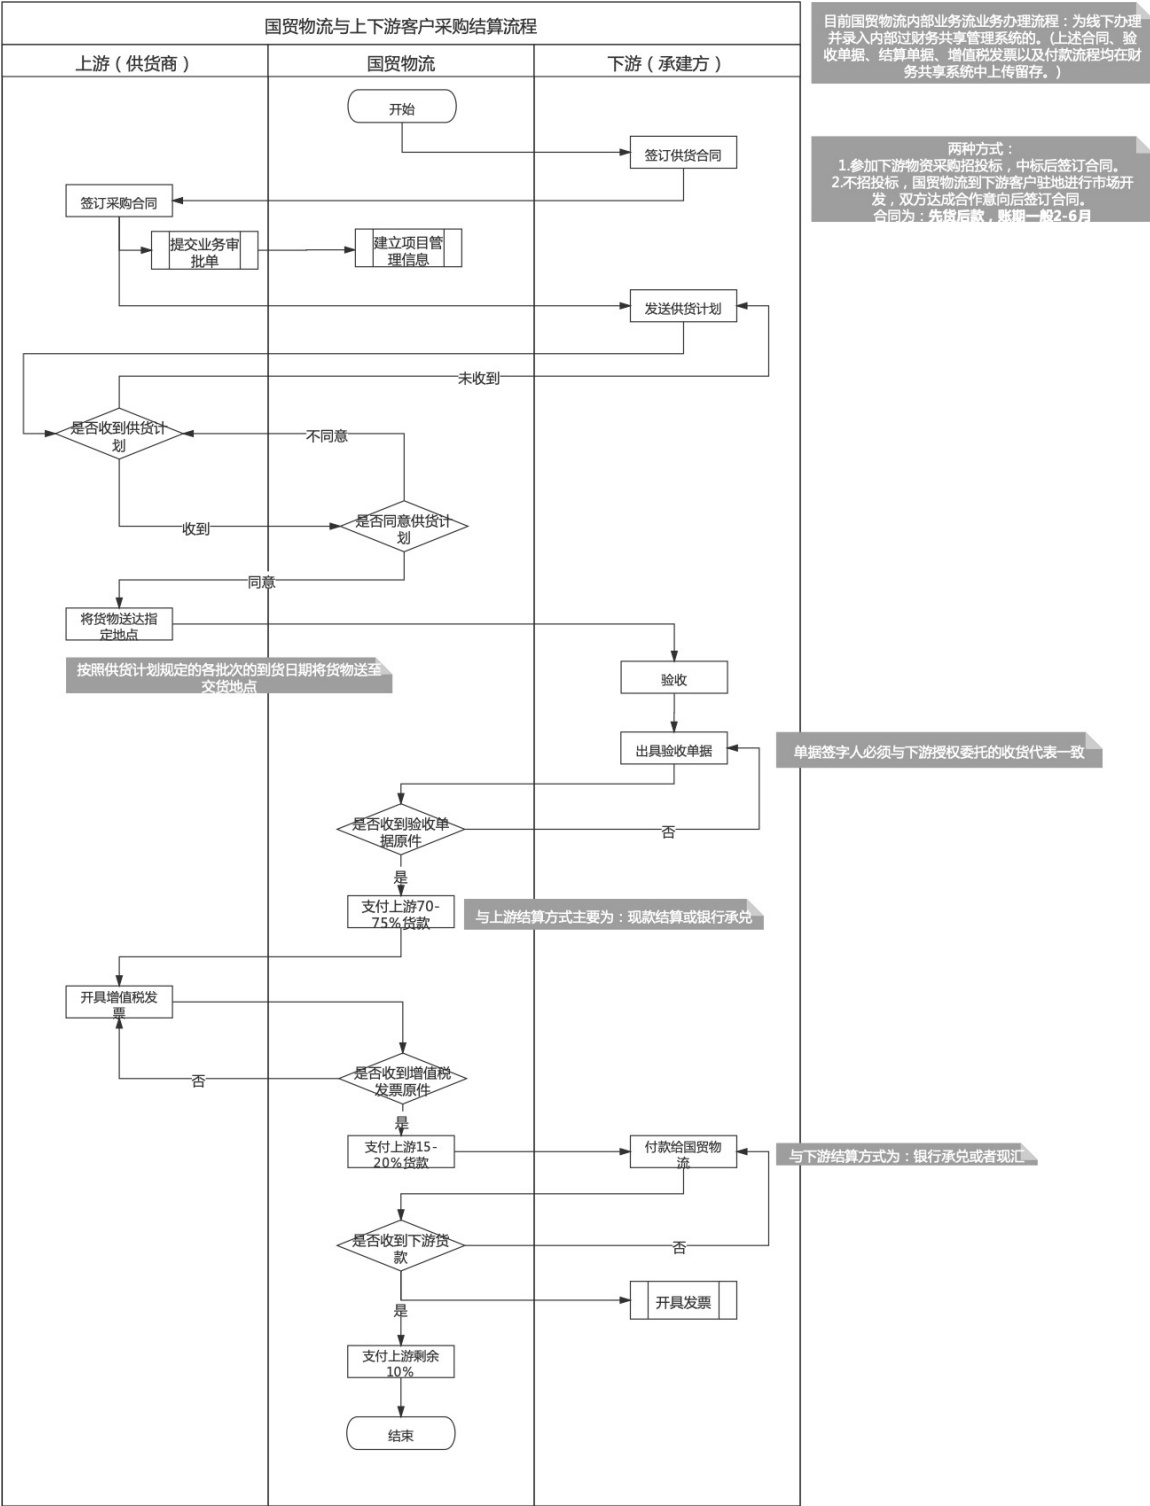 国贸物流与上下游客户采购结算流程
上游（供货商）
国贸物流
下游（承建方）
目前国贸物流内部业务流业务办理流程：为线下办理
并录入内部过财务共享管理系统的。(上述合同、验
收单据、结算单据、增值税发票以及付款流程均在财
务共享系统中上传留存。)
开始
签订供货合同
两种方式：
1.参加下游物资采购招投标，中标后签订合同。
2.不招投标，国贸物流到下游客户驻地进行市场开
发，双方达成合作意向后签订合同。
合同为：先货后款，账期一般2-6月
签订采购合同
提交业务审
批单
建立项目管
理信息
发送供货计划
未收到
是否收到供货计
划
不同意
收到
是否同意供货计
划
同意
将货物送达指
定地点
按照供货计划规定的各批次的到货日期将货物送至
交货地点
验收
出具验收单据
单据签字人必须与下游授权委托的收货代表一致
是否收到验收单
据原件
否
是
支付上游70-
75%货款
与上游结算方式主要为：现款结算或银行承兑
开具增值税发
票
是否收到增值税
发票原件
否
是
支付上游15-
20%货款
付款给国贸物
流
与下游结算方式为：银行承兑或者现汇
是否收到下游货
款
否
开具发票
是
支付上游剩余
10%
结束